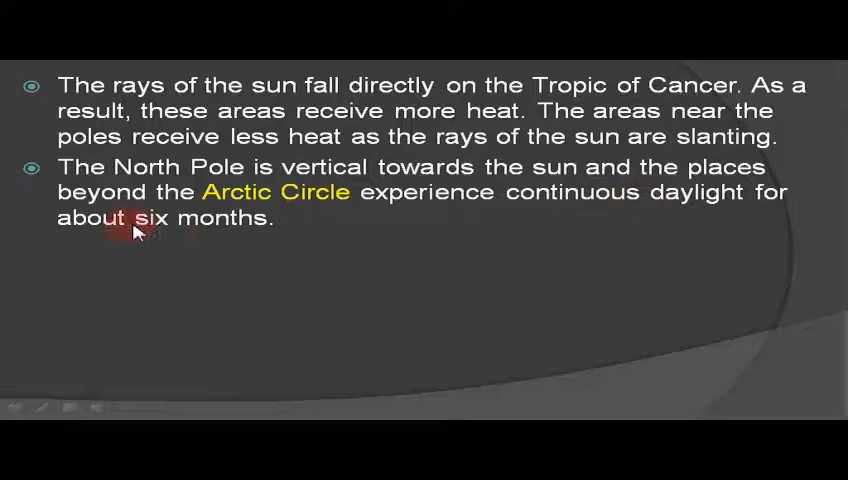 The rays of the sun fall directly on the Tropic of Cancer. As a
result, these areas receive more heat. The areas near the
poles receive less heat as the rays of the sun are slanting.
The North Pole is vertical towards the sun and the places
beyond the Arctic Circle experience continuous daylight for
about six months.